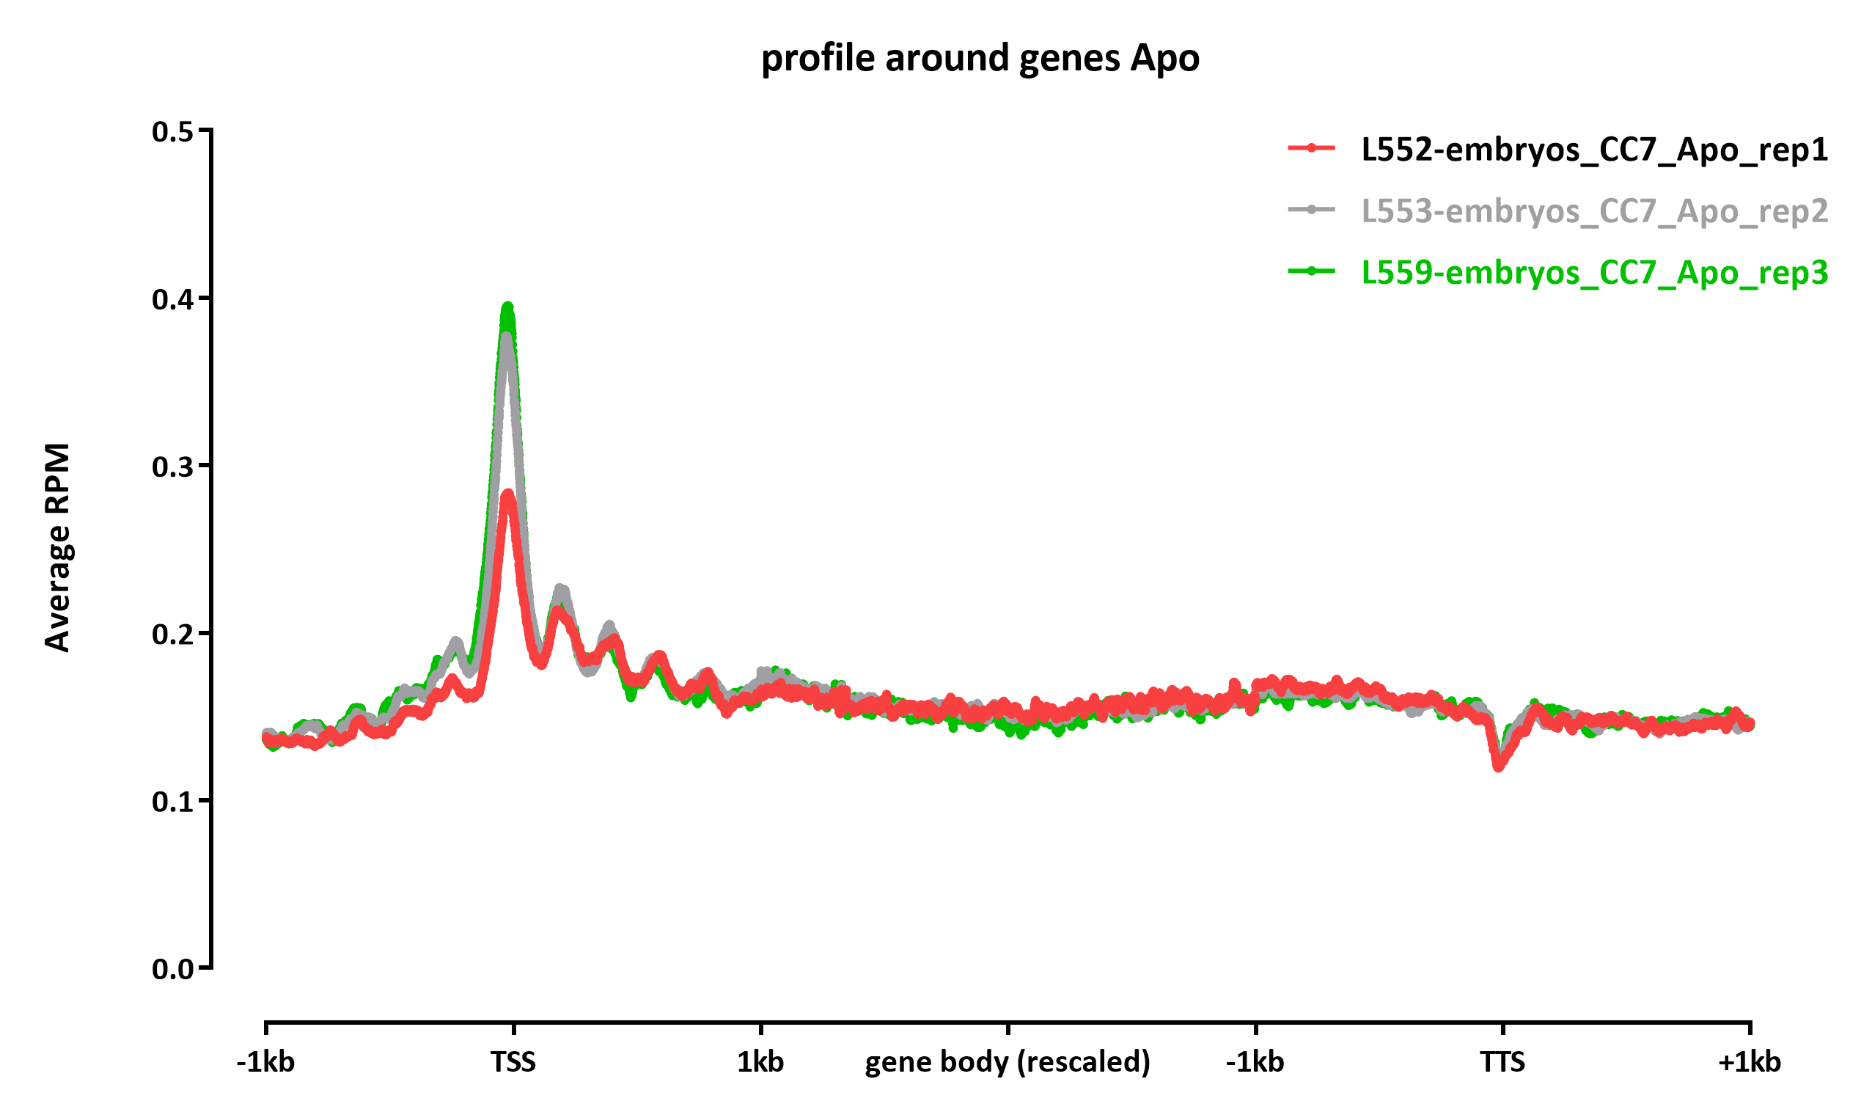 profile around genes Apo
L552-embryos_CC7_Apo_rep1
L553-embryos_CC7_Apo_rep2
L559-embryos_CC7_Apo_rep3
Average RPM
0.5
0.4
0.3
0.2
0.1
0.0
-1kb TSS 1kb gene body (rescaled) -1kb TTS +1kb